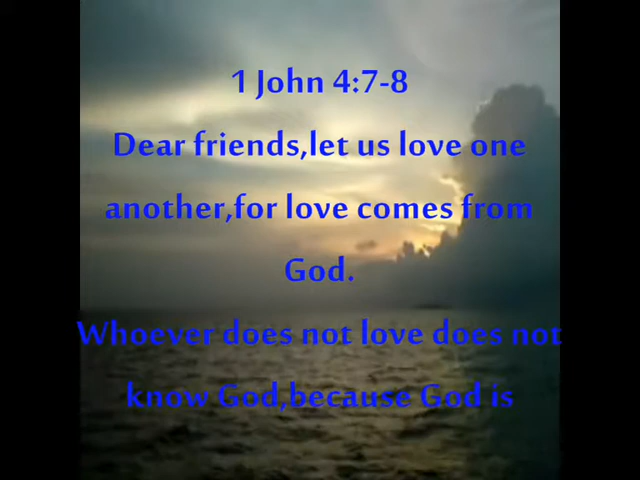 1 John 4:7-8
Dear friends,let us love one
another,for love comes from
God.
Whoever does not love does not
know God,because God is